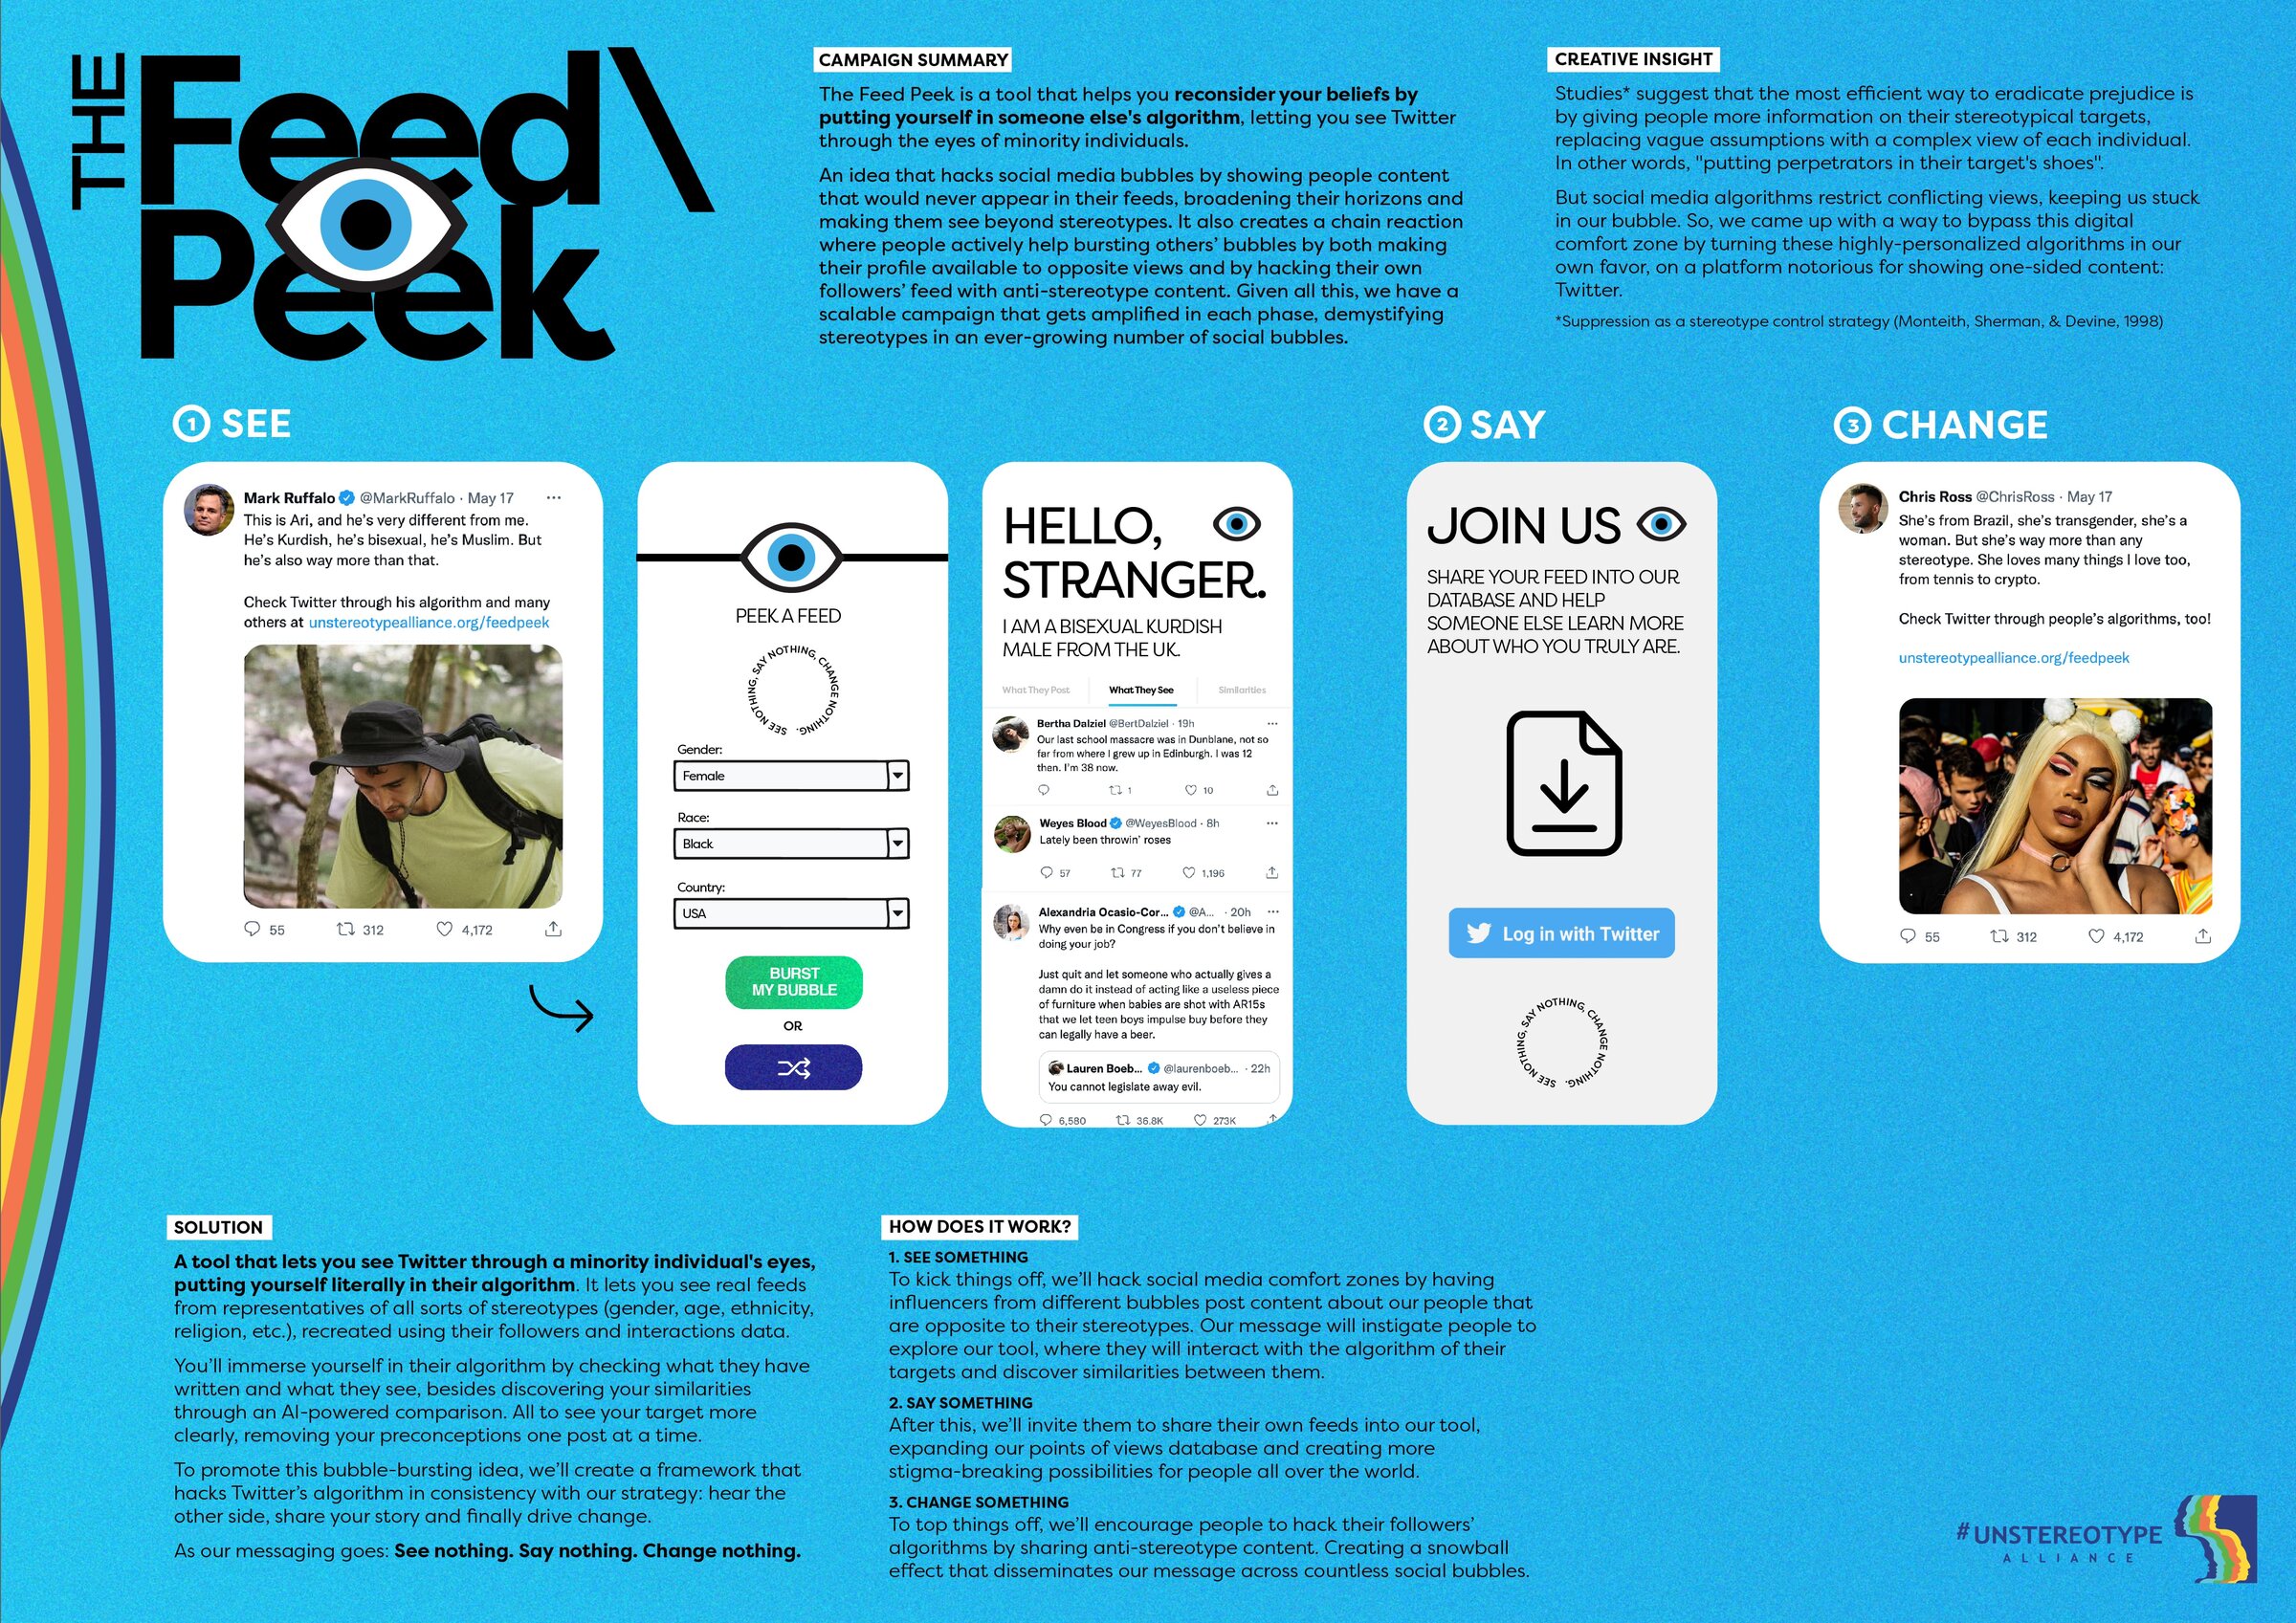 THE
Feed\
Peek
CAMPAIGN SUMMARY
The Feed Peek is a tool that helps you reconsider your beliefs by
putting yourself in someone else's algorithm, letting you see Twitter
through the eyes of minority individuals.
An idea that hacks social media bubbles by showing people content
that would never appear in their feeds, broadening their horizons and
making them see beyond stereotypes. It also creates a chain reaction
where people actively help bursting others’ bubbles by both making
their profile available to opposite views and by hacking their own
followers’ feed with anti-stereotype content. Given all this, we have a
scalable campaign that gets amplified in each phase, demystifying
stereotypes in an ever-growing number of social bubbles.
CREATIVE INSIGHT
Studies* suggest that the most efficient way to eradicate prejudice is
by giving people more information on their stereotypical targets,
replacing vague assumptions with a complex view of each individual.
In other words, "putting perpetrators in their target's shoes".
But social media algorithms restrict conflicting views, keeping us stuck
in our bubble. So, we came up with a way to bypass this digital
comfort zone by turning these highly-personalized algorithms in our
own favor, on a platform notorious for showing one-sided content:
Twitter.
*Suppression as a stereotype control strategy (Monteith, Sherman, & Devine, 1998)
1 SEE
Mark Ruffalo @MarkRuffalo · May 17 ···
This is Ari, and he’s very different from me.
He’s Kurdish, he’s bisexual, he’s Muslim. But
he’s also way more than that.
Check Twitter through his algorithm and many
others at unstereotypealliance.org/feedpeek
55 312 4,172
PEEK A FEED
SEE NOTHING, SAY NOTHING, CHANGE NOTHING.
Gender:
Female
Race:
Black
Country:
USA
BURST
MY BUBBLE
OR
HELLO,
STRANGER.
I AM A BISEXUAL KURDISH
MALE FROM THE UK.
What They Post What They See Similarities
Bertha Dalziel @BertDalziel · 19h ···
Our last school massacre was in Dunblane, not so
far from where I grew up in Edinburgh. I was 12
then. I’m 38 now.
1 10
Weyes Blood @WeyesBlood · 8h ···
Lately been throwin’ roses
57 77 1,196
Alexandria Ocasio-Cor... @A... · 20h ···
Why even be in Congress if you don’t believe in
doing your job?
Just quit and let someone who actually gives a
damn do it instead of acting like a useless piece
of furniture when babies are shot with AR15s
that we let teen boys impulse buy before they
can legally have a beer.
Lauren Boeb... @laurenboeb... · 22h
You cannot legislate away evil.
6,580 36.8K 273K
2 SAY
JOIN US
SHARE YOUR FEED INTO OUR
DATABASE AND HELP
SOMEONE ELSE LEARN MORE
ABOUT WHO YOU TRULY ARE.
Log in with Twitter
SEE NOTHING, SAY NOTHING, CHANGE NOTHING.
3 CHANGE
Chris Ross @ChrisRoss · May 17
She’s from Brazil, she’s transgender, she’s a
woman. But she’s way more than any
stereotype. She loves many things I love too,
from tennis to crypto.
Check Twitter through people’s algorithms, too!
unstereotypealliance.org/feedpeek
55 312 4,172
SOLUTION
A tool that lets you see Twitter through a minority individual's eyes,
putting yourself literally in their algorithm. It lets you see real feeds
from representatives of all sorts of stereotypes (gender, age, ethnicity,
religion, etc.), recreated using their followers and interactions data.
You’ll immerse yourself in their algorithm by checking what they have
written and what they see, besides discovering your similarities
through an AI-powered comparison. All to see your target more
clearly, removing your preconceptions one post at a time.
To promote this bubble-bursting idea, we’ll create a framework that
hacks Twitter’s algorithm in consistency with our strategy: hear the
other side, share your story and finally drive change.
As our messaging goes: See nothing. Say nothing. Change nothing.
HOW DOES IT WORK?
1. SEE SOMETHING
To kick things off, we’ll hack social media comfort zones by having
influencers from different bubbles post content about our people that
are opposite to their stereotypes. Our message will instigate people to
explore our tool, where they will interact with the algorithm of their
targets and discover similarities between them.
2. SAY SOMETHING
After this, we’ll invite them to share their own feeds into our tool,
expanding our points of views database and creating more
stigma-breaking possibilities for people all over the world.
3. CHANGE SOMETHING
To top things off, we’ll encourage people to hack their followers’
algorithms by sharing anti-stereotype content. Creating a snowball
effect that disseminates our message across countless social bubbles.
#UNSTEREOTYPE
ALLIANCE